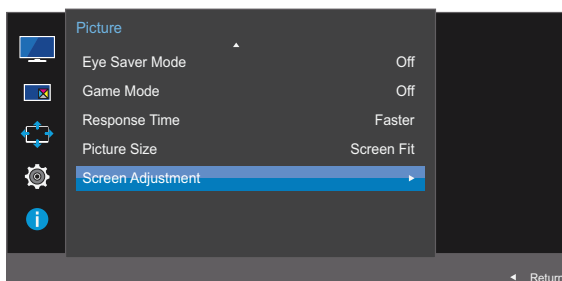 Picture
Eye Saver Mode Off
Game Mode Off
Response Time Faster
Picture Size Screen Fit
Screen Adjustment
Return